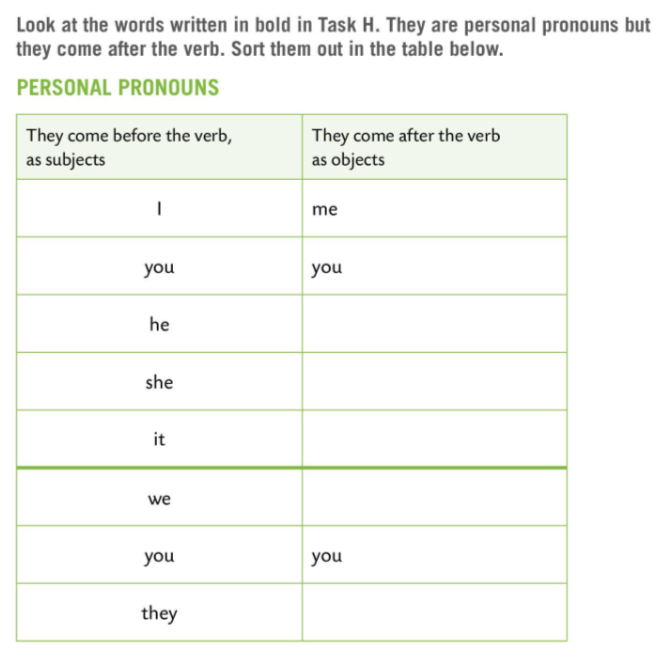 Look at the words written in bold in Task H. They are personal pronouns but
they come after the verb. Sort them out in the table below.
PERSONAL PRONOUNS
They come before the verb,
as subjects
They come after the verb
as objects
I
me
you
you
he
she
it
we
you
you
they